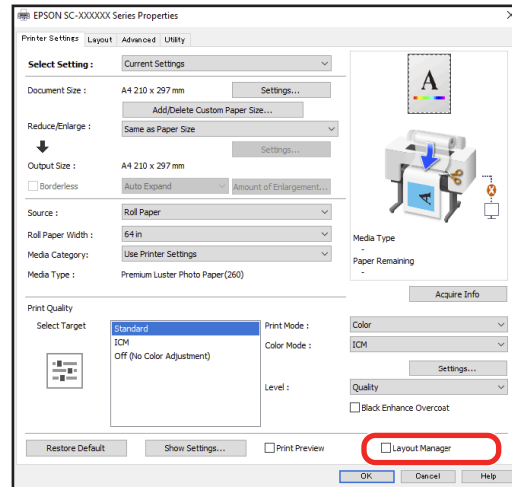 EPSON SC-XXXXXX Series Properties
Printer Settings Layout Advanced Utility
Select Setting : Current Settings
Document Size : A4 210 x 297 mm Settings...
Add/Delete Custom Paper Size...
Reduce/Enlarge : Same as Paper Size
Settings...
Output Size : A4 210 x 297 mm
Borderless Auto Expand Amount of Enlargement...
Source : Roll Paper
Roll Paper Width : 64 in
Media Category: Use Printer Settings
Media Type : Premium Luster Photo Paper(260)
A
A
Media Type
-
Paper Remaining
-
Acquire Info
Print Quality
Select Target
Standard
ICM
Off (No Color Adjustment)
Print Mode : Color
Color Mode : ICM
Settings...
Level : Quality
Black Enhance Overcoat
Restore Default Show Settings... Print Preview Layout Manager
OK Cancel Help